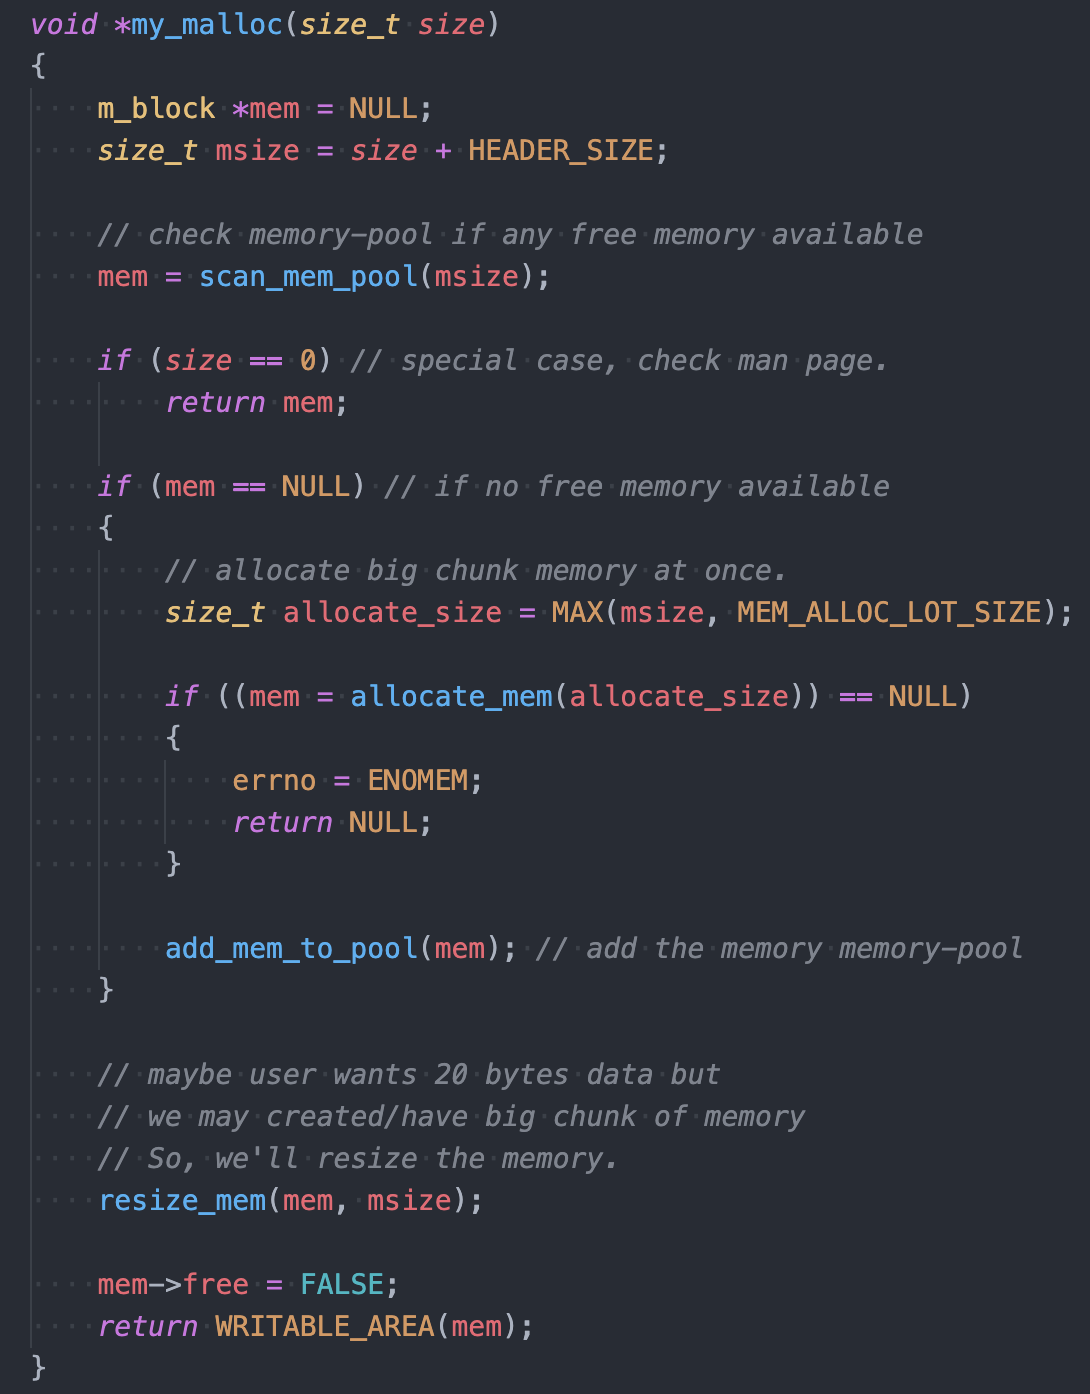 void *my_malloc(size_t size)
{
    m_block *mem = NULL;
    size_t msize = size + HEADER_SIZE;

    // check memory-pool if any free memory available
    mem = scan_mem_pool(msize);

    if (size == 0) // special case, check man page.
        return mem;

    if (mem == NULL) // if no free memory available
    {
        // allocate big chunk memory at once.
        size_t allocate_size = MAX(msize, MEM_ALLOC_LOT_SIZE);

        if ((mem = allocate_mem(allocate_size)) == NULL)
        {
            errno = ENOMEM;
            return NULL;
        }

        add_mem_to_pool(mem); // add the memory memory-pool
    }

    // maybe user wants 20 bytes data but
    // we may created/have big chunk of memory
    // So, we'll resize the memory.
    resize_mem(mem, msize);

    mem->free = FALSE;
    return WRITABLE_AREA(mem);
}